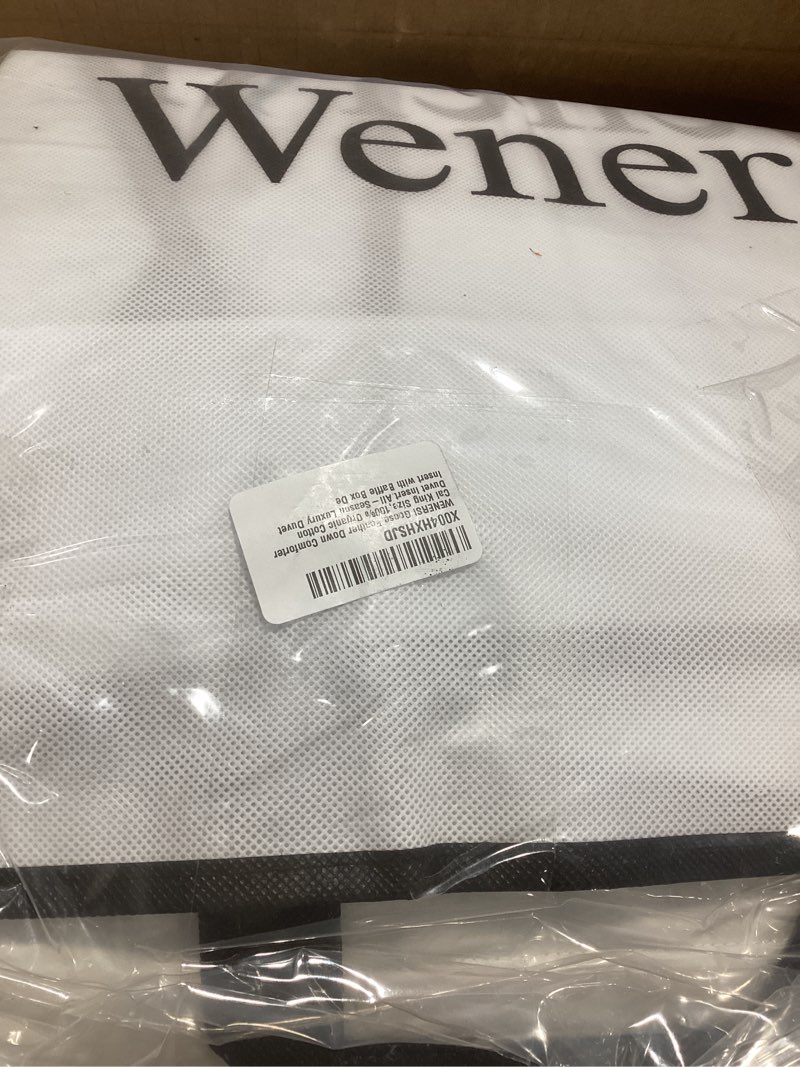 Wener
X004HXHSJD
WENERSI Goose Feather Down Comforter
Cal King Size,100% Organic Cotton
Duvet Insert All – Season Luxury Duvet
Insert with Baffle Box De